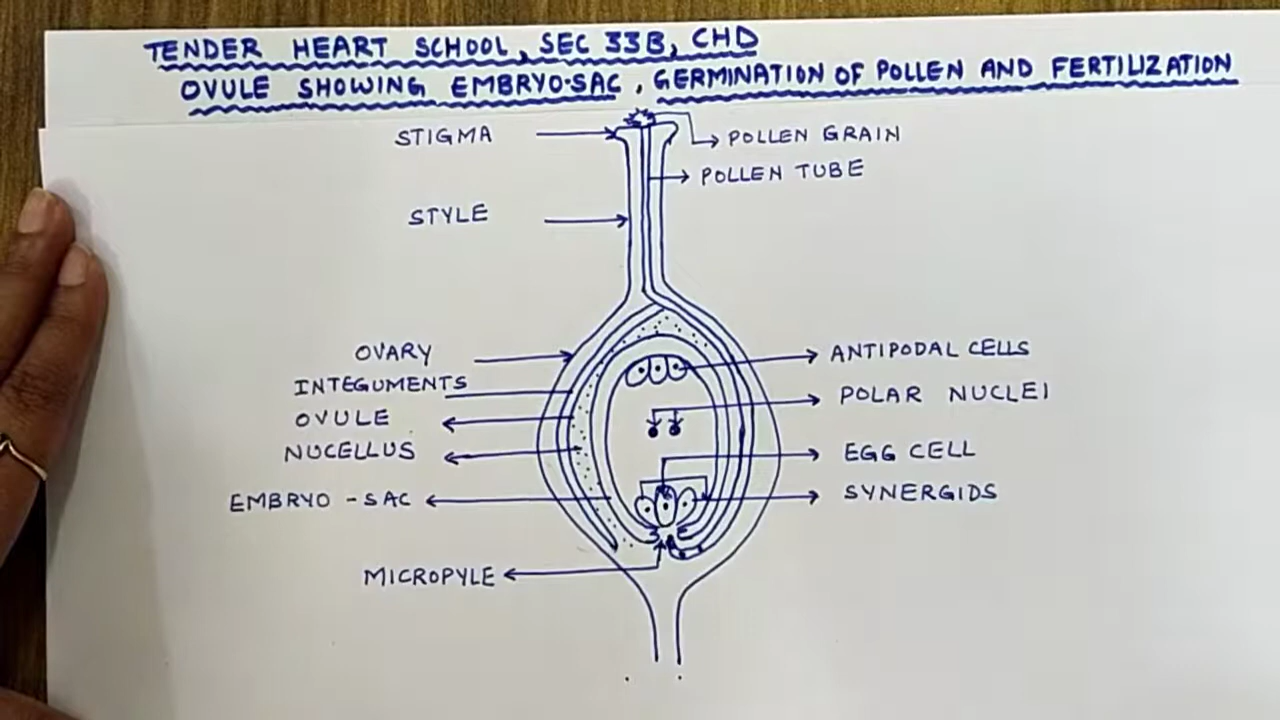 TENDER HEART SCHOOL, SEC 33B, CHD
OVULE SHOWING EMBRYO-SAC, GERMINATION OF POLLEN AND FERTILIZATION
STIGMA
POLLEN GRAIN
POLLEN TUBE
STYLE
OVARY
ANTIPODAL CELLS
INTEGUMENTS
POLAR NUCLEI
OVULE
NUCELLUS
EGG CELL
EMBRYO-SAC
SYNERGIDS
MICROPYLE